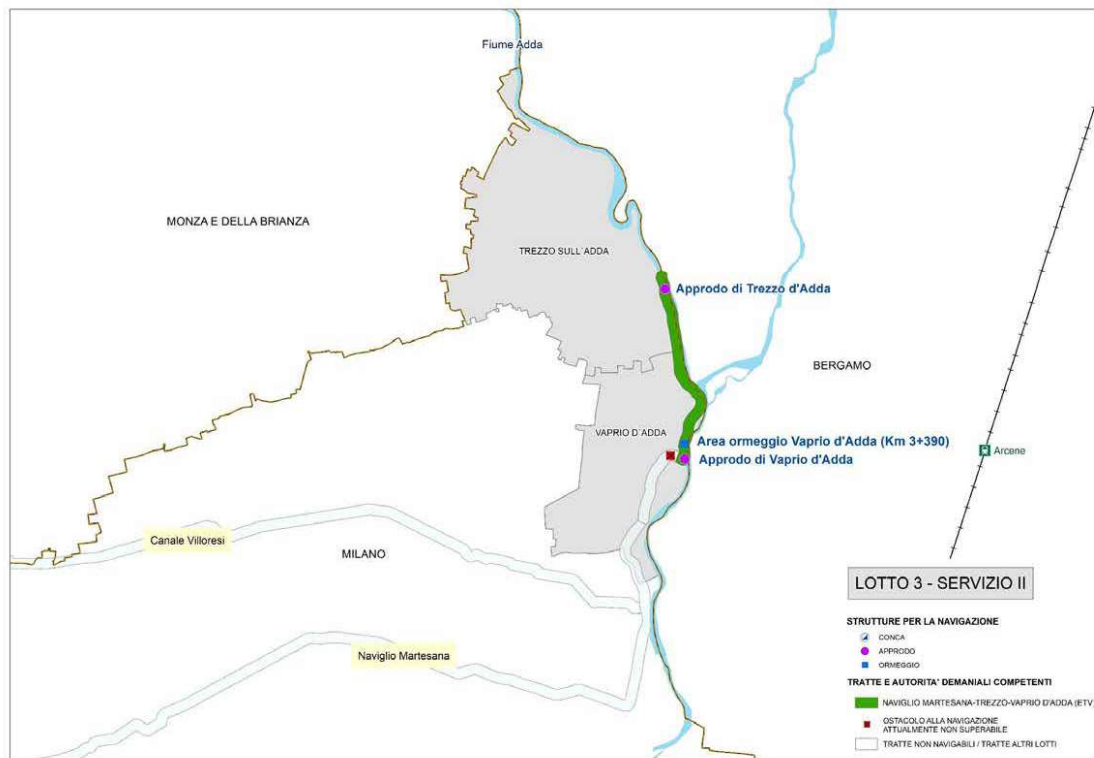 Fiume Adda
MONZA E DELLA BRIANZA
TREZZO SULL`ADDA
Approdo di Trezzo d'Adda
BERGAMO
VAPRIO D`ADDA
Area ormeggio Vaprio d'Adda (Km 3+390)
Approdo di Vaprio d'Adda
Arcene
Canale Villoresi
MILANO
Naviglio Martesana
LOTTO 3 - SERVIZIO II
STRUTTURE PER LA NAVIGAZIONE
CONCA
APPRODO
ORMEGGIO
TRATTE E AUTORITA' DEMANIALI COMPETENTI
NAVIGLIO MARTESANA-TREZZO-VAPRIO D'ADDA (ETV)
OSTACOLO ALLA NAVIGAZIONE
ATTUALMENTE NON SUPERABILE
TRATTE NON NAVIGABILI / TRATTE ALTRI LOTTI